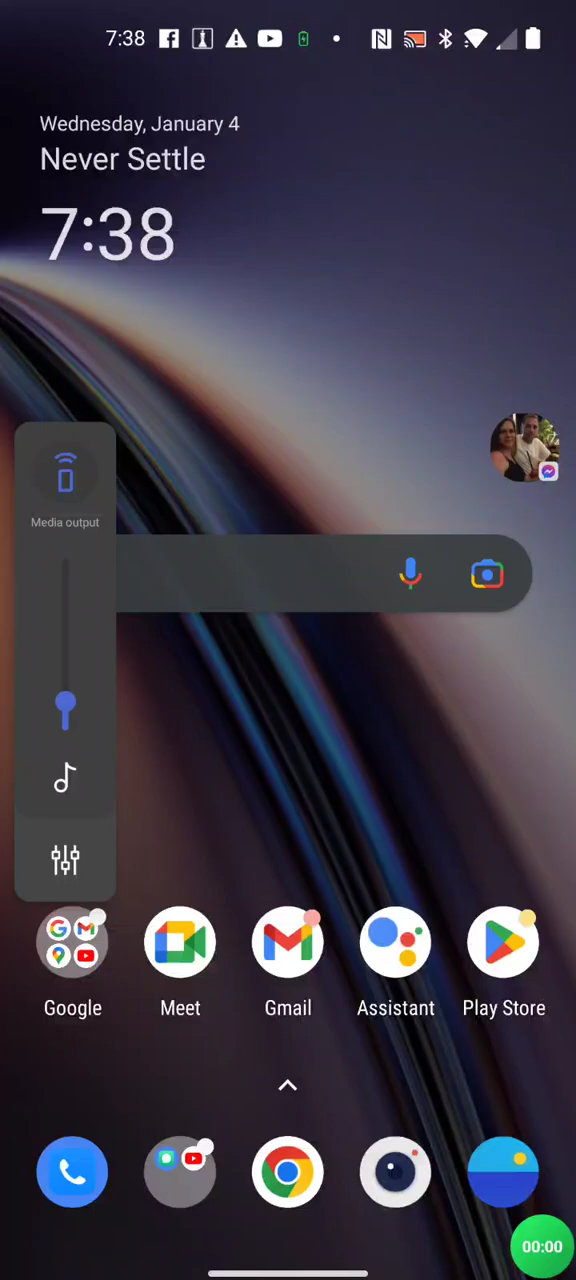 7:38
Wednesday, January 4
Never Settle
7:38
Media output
Google
Meet
Gmail
Assistant
Play Store
00:00